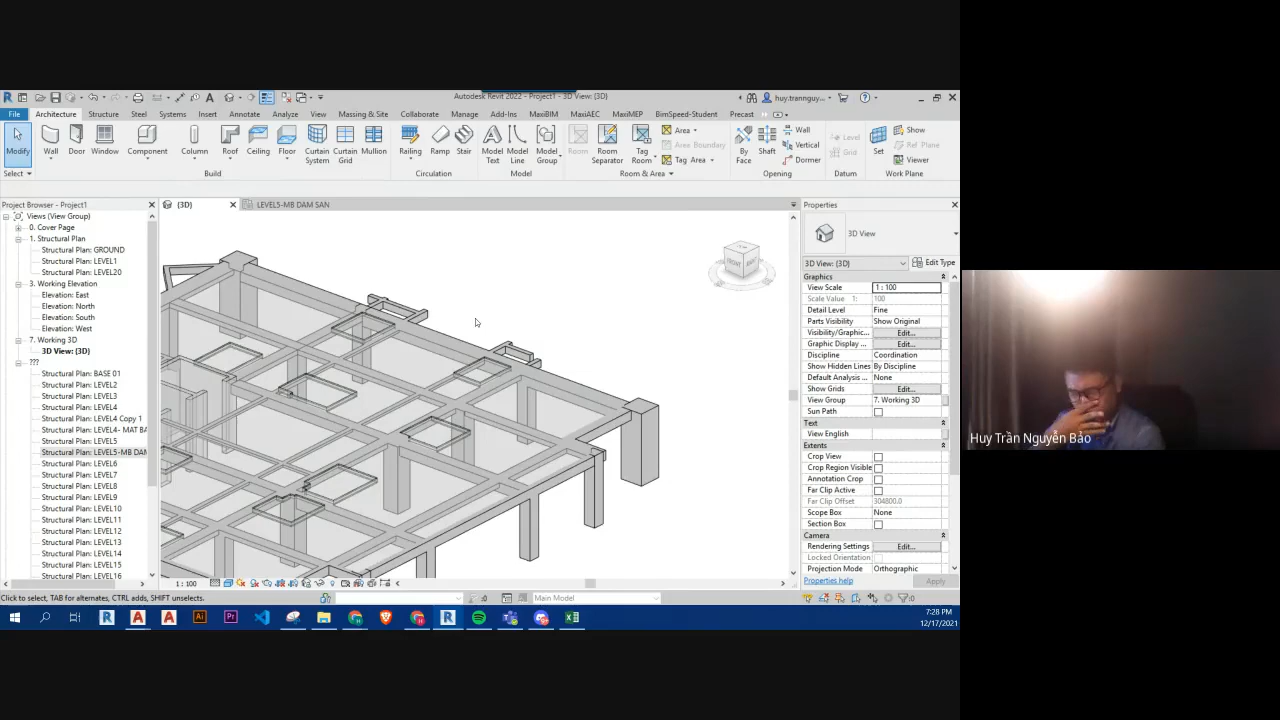 Autodesk Revit 2022 - Project1 - 3D View: {3D}
huy.trannguy...
File Architecture Structure Steel Systems Insert Annotate Analyze View Massing & Site Collaborate Manage Add-Ins MaxiBIM MaxiAEC MaxiMEP BimSpeed-Student Precast
Modify Wall Door Window Component Column Roof Ceiling Floor Curtain System Curtain Grid Mullion Railing Ramp Stair Model Text Model Line Model Group Room Room Separator Tag Room
Area
Area Boundary
Tag Area
By Face Shaft
Wall
Vertical
Dormer
Level
Grid
Set
Show
Ref Plane
Viewer
Select Build Circulation Model Room & Area Opening Datum Work Plane
Project Browser - Project1
Views (View Group)
0. Cover Page
1. Structural Plan
Structural Plan: GROUND
Structural Plan: LEVEL1
Structural Plan: LEVEL20
3. Working Elevation
Elevation: East
Elevation: North
Elevation: South
Elevation: West
7. Working 3D
3D View: {3D}
???
Structural Plan: BASE 01
Structural Plan: LEVEL2
Structural Plan: LEVEL3
Structural Plan: LEVEL4
Structural Plan: LEVEL4 Copy 1
Structural Plan: LEVEL4- MAT BA
Structural Plan: LEVEL5
Structural Plan: LEVEL5-MB DAM
Structural Plan: LEVEL6
Structural Plan: LEVEL7
Structural Plan: LEVEL8
Structural Plan: LEVEL9
Structural Plan: LEVEL10
Structural Plan: LEVEL11
Structural Plan: LEVEL12
Structural Plan: LEVEL13
Structural Plan: LEVEL14
Structural Plan: LEVEL15
Structural Plan: LEVEL16
{3D}
LEVEL5-MB DAM SAN
FRONT
Properties
3D View
3D View: {3D} Edit Type
Graphics
View Scale 1 : 100
Scale Value 1: 100
Detail Level Fine
Parts Visibility Show Original
Visibility/Graphic... Edit...
Graphic Display ... Edit...
Discipline Coordination
Show Hidden Lines By Discipline
Default Analysis ... None
Show Grids Edit...
View Group 7. Working 3D
Sun Path
Text
View English
Extents
Crop View
Crop Region Visible
Annotation Crop
Far Clip Active
Far Clip Offset 304800.0
Scope Box None
Section Box
Camera
Rendering Settings Edit...
Locked Orientation
Projection Mode Orthographic
Properties help Apply
1 : 100
Click to select, TAB for alternates, CTRL adds, SHIFT unselects.
:0
Main Model
:0
7:28 PM
12/17/2021
Huy Trần Nguyễn Bảo